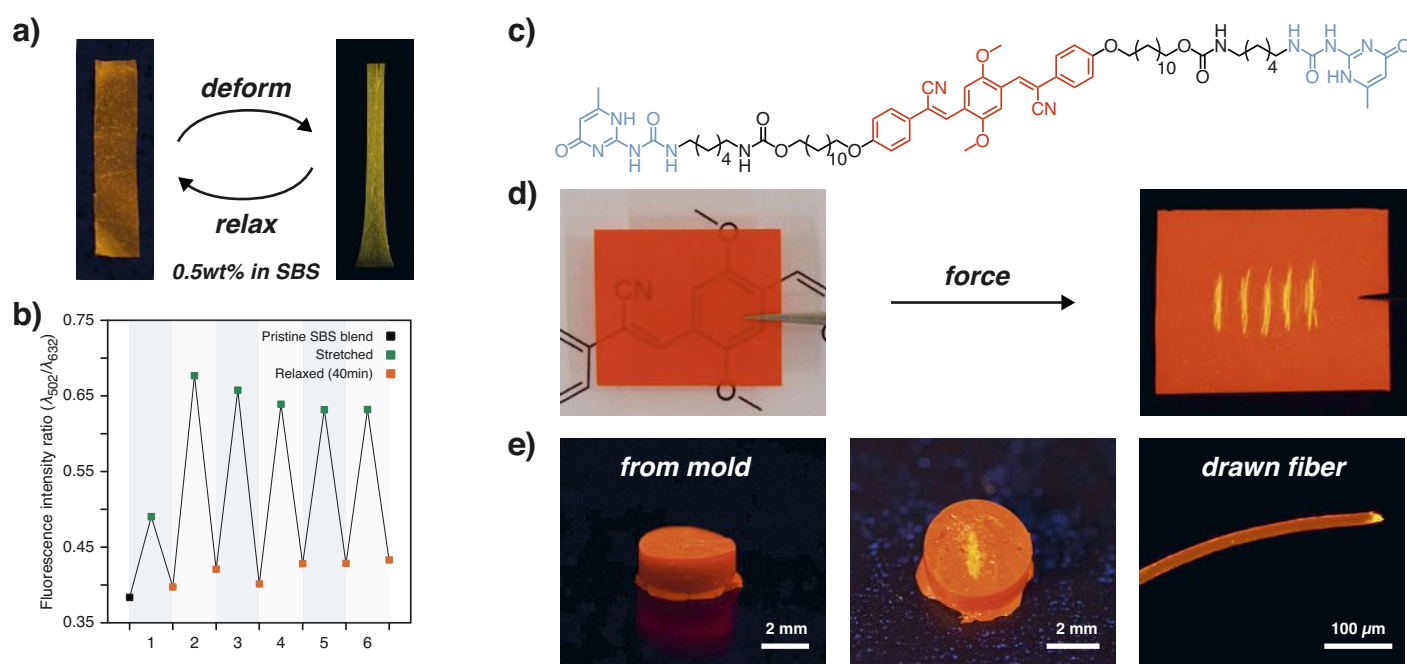 a)
deform
relax
0.5wt% in SBS
b)
Fluorescence intensity ratio (λ502/λ632)
0.75
0.65
0.55
0.45
0.35
Pristine SBS blend
Stretched
Relaxed (40min)
1 2 3 4 5 6
c)
O
N
NH
N
H
O
N
H
4
N
H
O
O
10
O
CN
O
O
CN
O
10
O
O
H
N
4
H
N
O
H
N
N
HN
O
d)
O
CN
O
force
e)
from mold
2 mm
2 mm
drawn fiber
100 µm